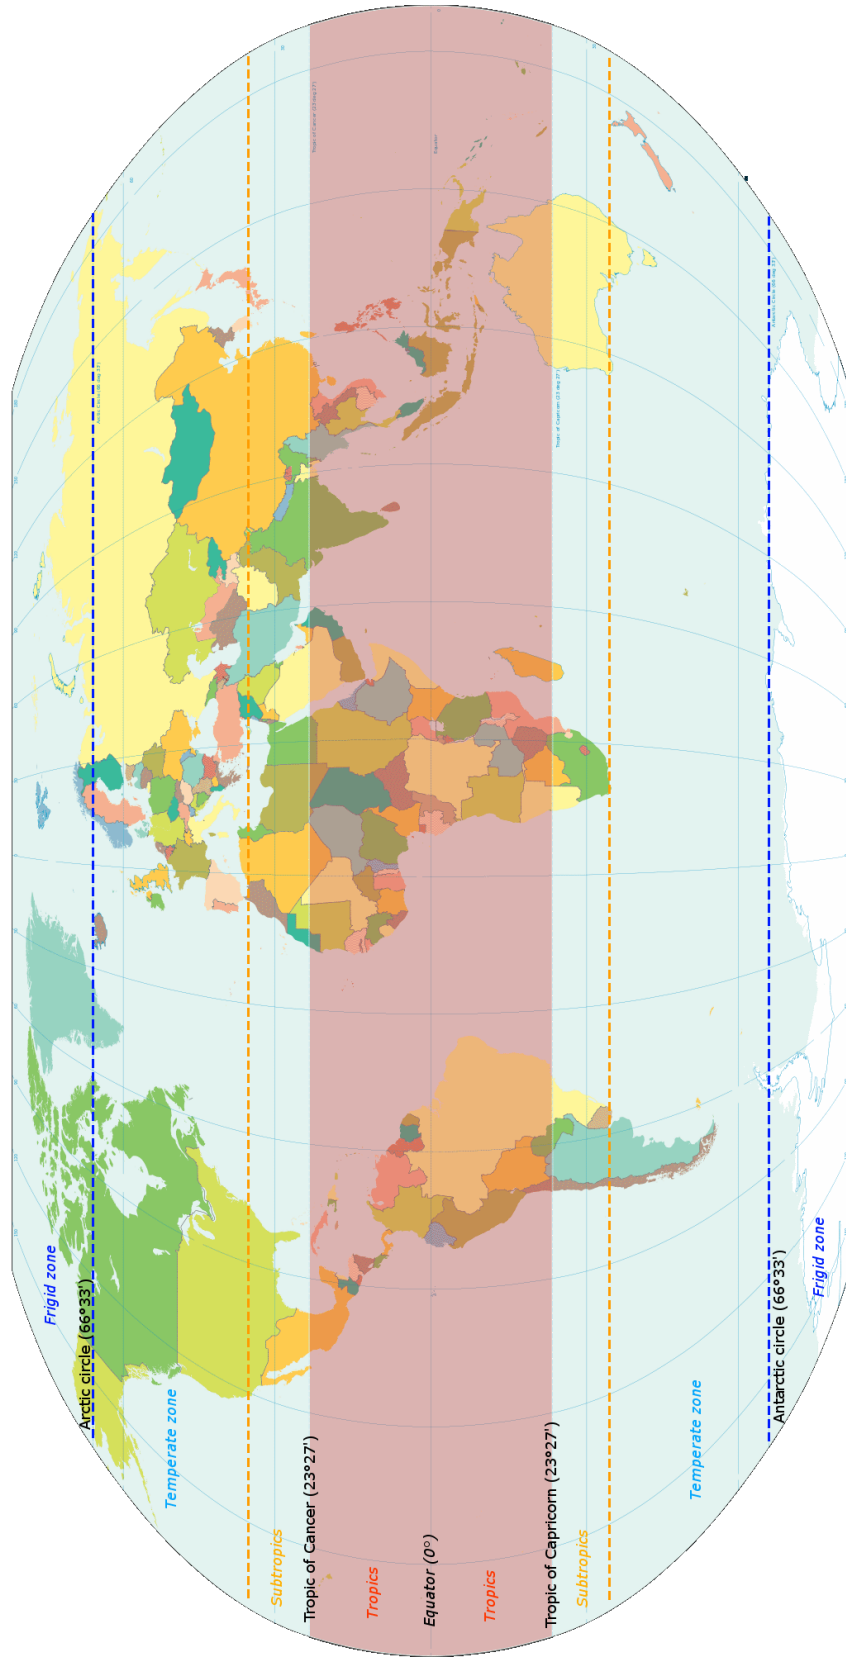 Frigid zone
Arctic circle (66°33')
Temperate zone
Subtropics
Tropic of Cancer (23°27')
Tropics
Equator (0°)
Tropics
Tropic of Capricorn (23°27')
Subtropics
Temperate zone
Antarctic circle (66°33')
Frigid zone
Equator